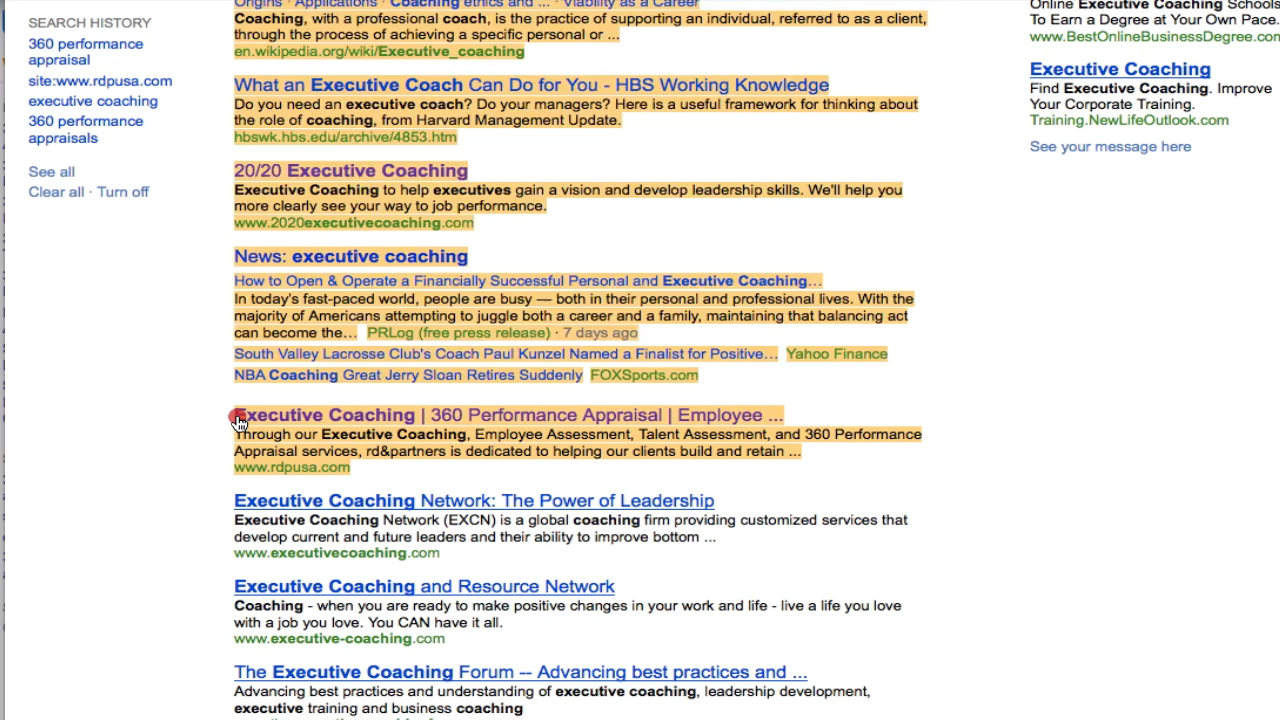 SEARCH HISTORY
360 performance
appraisal
site:www.rdpusa.com
executive coaching
360 performance
appraisals
See all
Clear all · Turn off
Origins · Applications · Coaching ethics and ... · Viability as a Career
Coaching, with a professional coach, is the practice of supporting an individual, referred to as a client,
through the process of achieving a specific personal or ...
en.wikipedia.org/wiki/Executive_coaching
What an Executive Coach Can Do for You - HBS Working Knowledge
Do you need an executive coach? Do your managers? Here is a useful framework for thinking about
the role of coaching, from Harvard Management Update.
hbswk.hbs.edu/archive/4853.htm
20/20 Executive Coaching
Executive Coaching to help executives gain a vision and develop leadership skills. We'll help you
more clearly see your way to job performance.
www.2020executivecoaching.com
News: executive coaching
How to Open & Operate a Financially Successful Personal and Executive Coaching...
In today's fast-paced world, people are busy — both in their personal and professional lives. With the
majority of Americans attempting to juggle both a career and a family, maintaining that balancing act
can become the... PRLog (free press release) · 7 days ago
South Valley Lacrosse Club's Coach Paul Kunzel Named a Finalist for Positive... Yahoo Finance
NBA Coaching Great Jerry Sloan Retires Suddenly FOXSports.com
Executive Coaching | 360 Performance Appraisal | Employee ...
Through our Executive Coaching, Employee Assessment, Talent Assessment, and 360 Performance
Appraisal services, rd&partners is dedicated to helping our clients build and retain ...
www.rdpusa.com
Executive Coaching Network: The Power of Leadership
Executive Coaching Network (EXCN) is a global coaching firm providing customized services that
develop current and future leaders and their ability to improve bottom ...
www.executivecoaching.com
Executive Coaching and Resource Network
Coaching - when you are ready to make positive changes in your work and life - live a life you love
with a job you love. You CAN have it all.
www.executive-coaching.com
The Executive Coaching Forum -- Advancing best practices and ...
Advancing best practices and understanding of executive coaching, leadership development,
executive training and business coaching
Online Executive Coaching Schools
To Earn a Degree at Your Own Pace.
www.BestOnlineBusinessDegree.com
Executive Coaching
Find Executive Coaching. Improve
Your Corporate Training.
Training.NewLifeOutlook.com
See your message here